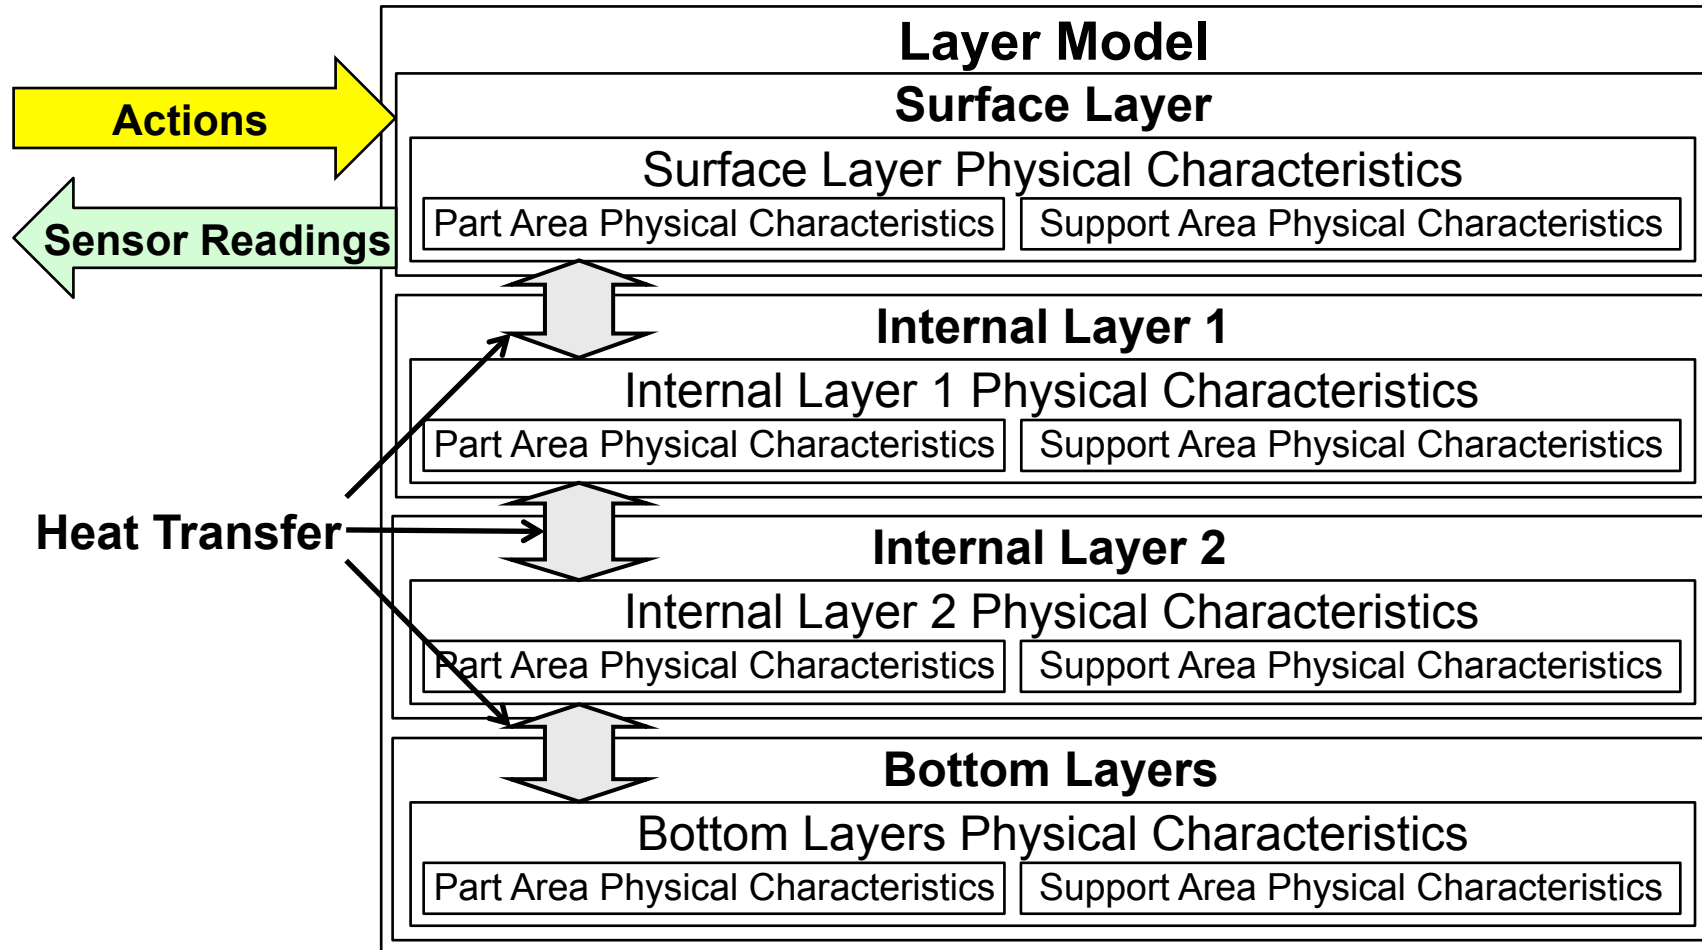 Layer Model
Actions
Surface Layer
Surface Layer Physical Characteristics
Part Area Physical Characteristics
Support Area Physical Characteristics
Sensor Readings
Internal Layer 1
Internal Layer 1 Physical Characteristics
Part Area Physical Characteristics
Support Area Physical Characteristics
Heat Transfer
Internal Layer 2
Internal Layer 2 Physical Characteristics
Part Area Physical Characteristics
Support Area Physical Characteristics
Bottom Layers
Bottom Layers Physical Characteristics
Part Area Physical Characteristics
Support Area Physical Characteristics